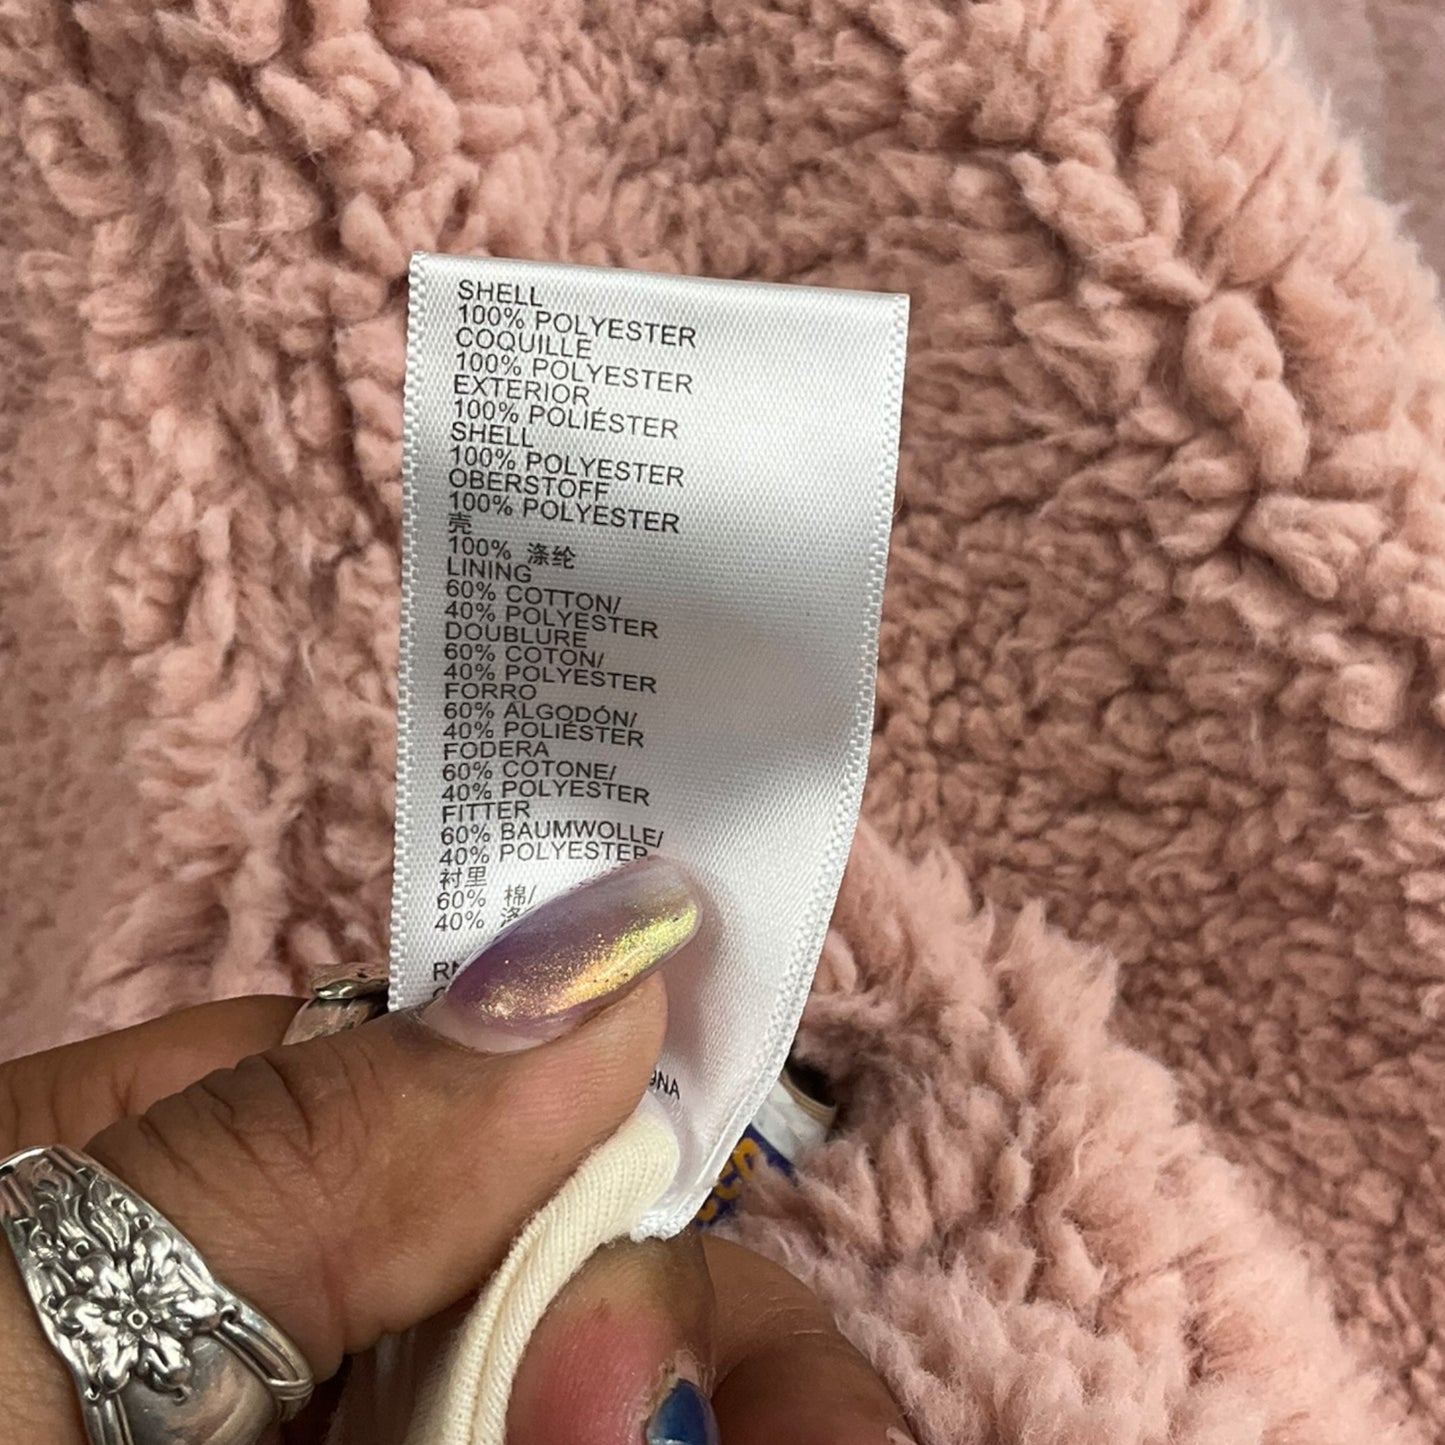 SHELL
100% POLYESTER
COQUILLE
100% POLYESTER
EXTERIOR
100% POLIÉSTER
SHELL
100% POLYESTER
OBERSTOFF
100% POLYESTER
壳
100% 涤纶
LINING
60% COTTON/
40% POLYESTER
DOUBLURE
60% COTON/
40% POLYESTER
FORRO
60% ALGODÓN/
40% POLIÉSTER
FODERA
60% COTONE/
40% POLYESTER
FITTER
60% BAUMWOLLE/
40% POLYESTER
衬里
60% 棉/
40%